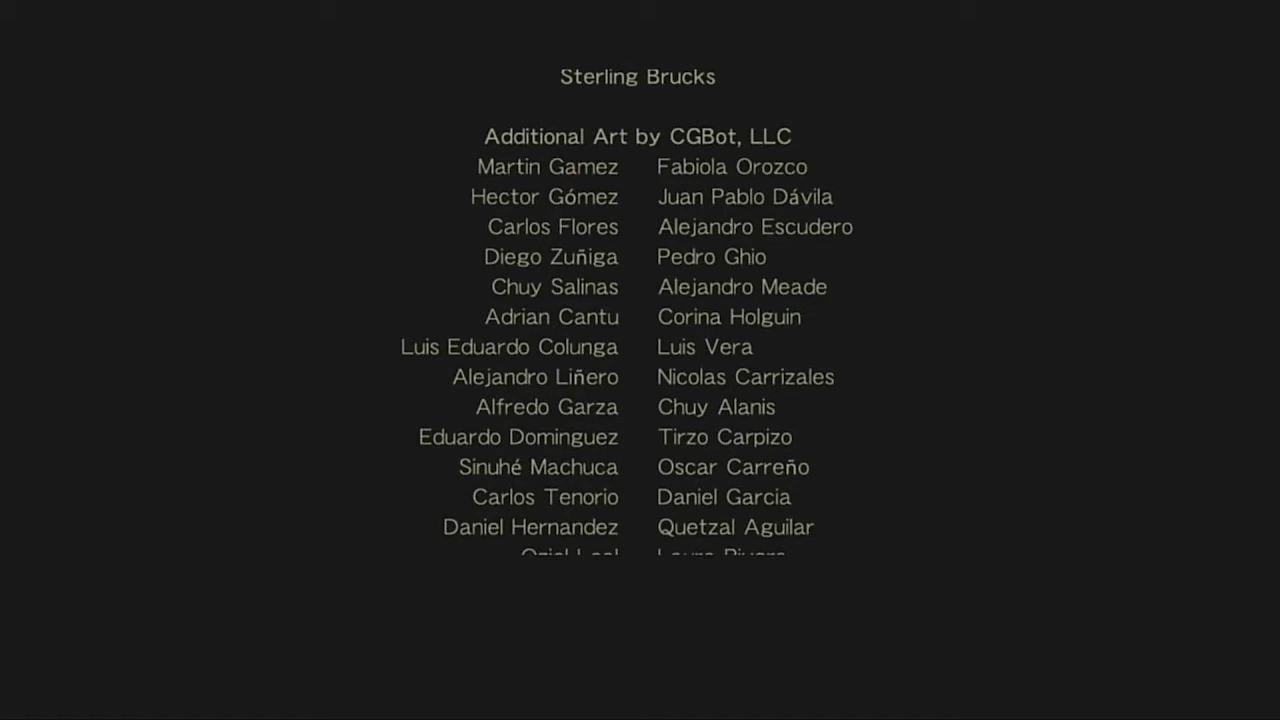 Sterling Brucks
Additional Art by CGBot, LLC
Martin Gamez Fabiola Orozco
Hector Gómez Juan Pablo Dávila
Carlos Flores Alejandro Escudero
Diego Zuñiga Pedro Ghio
Chuy Salinas Alejandro Meade
Adrian Cantu Corina Holguin
Luis Eduardo Colunga Luis Vera
Alejandro Liñero Nicolas Carrizales
Alfredo Garza Chuy Alanis
Eduardo Dominguez Tirzo Carpizo
Sinuhé Machuca Oscar Carreño
Carlos Tenorio Daniel Garcia
Daniel Hernandez Quetzal Aguilar